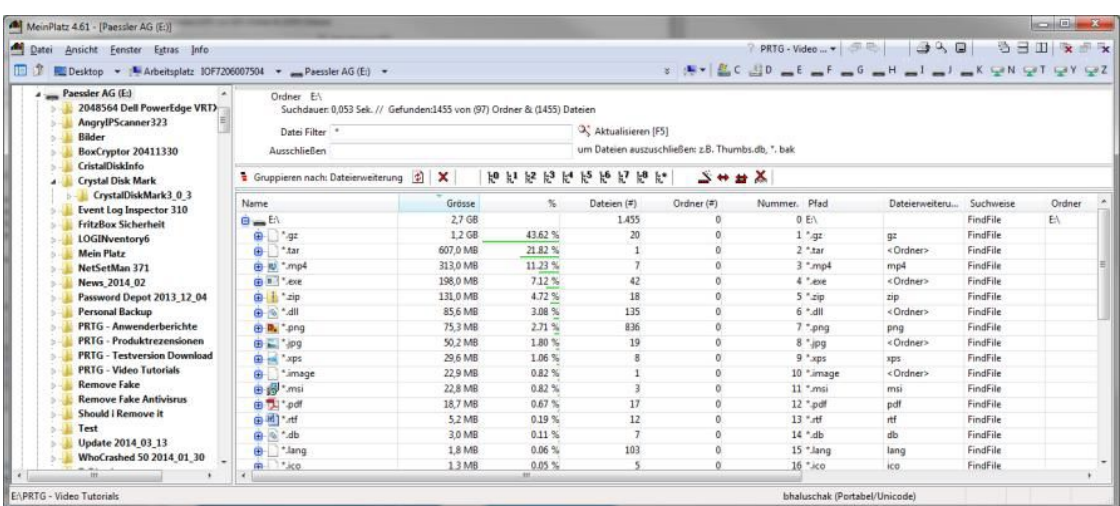 MeinPlatz 4.61 - [Paessler AG (E:)]
Datei Ansicht Fenster Extras Info
? PRTG - Video ...
Desktop Arbeitsplatz IOF7206007504 Paessler AG (E:)
C D E F G H I J K N T Y Z
Paessler AG (E:)
2048564 Dell PowerEdge VRTX
AngryIPScanner323
Bilder
BoxCryptor 20411330
CristalDiskInfo
Crystal Disk Mark
CrystalDiskMark3_0_3
Event Log Inspector 310
FritzBox Sicherheit
LOGINventory6
Mein Platz
NetSetMan 371
News_2014_02
Password Depot 2013_12_04
Personal Backup
PRTG - Anwenderberichte
PRTG - Produktrezensionen
PRTG - Testversion Download
PRTG - Video Tutorials
Remove Fake
Remove Fake Antivisrus
Should i Remove it
Test
Update 2014_03_13
WhoCrashed 50 2014_01_30
Ordner E:\
Suchdauer: 0,053 Sek. // Gefunden:1455 von (97) Ordner & (1455) Dateien
Datei Filter * Aktualisieren [F5]
Ausschließen um Dateien auszuschließen: z.B. Thumbs.db, *. bak
Gruppieren nach: Dateierweiterung
Name Grösse % Dateien (#) Ordner (#) Nummer. Pfad Dateierweiteru... Suchweise Ordner
E:\ 2,7 GB 1.455 0 0 E:\ FindFile E:\
*.gz 1,2 GB 43.62 % 20 0 1 *.gz gz FindFile
*.tar 607,0 MB 21.82 % 1 0 2 *.tar <Ordner> FindFile
*.mp4 313,0 MB 11.23 % 7 0 3 *.mp4 mp4 FindFile
*.exe 198,0 MB 7.12 % 42 0 4 *.exe <Ordner> FindFile
*.zip 131,0 MB 4.72 % 18 0 5 *.zip zip FindFile
*.dll 85,6 MB 3.08 % 135 0 6 *.dll <Ordner> FindFile
*.png 75,3 MB 2.71 % 836 0 7 *.png png FindFile
*.jpg 50,2 MB 1.80 % 19 0 8 *.jpg <Ordner> FindFile
*.xps 29,6 MB 1.06 % 8 0 9 *.xps xps FindFile
*.image 22,9 MB 0.82 % 1 0 10 *.image <Ordner> FindFile
*.msi 22,8 MB 0.82 % 3 0 11 *.msi msi FindFile
*.pdf 18,7 MB 0.67 % 17 0 12 *.pdf pdf FindFile
*.rtf 5,2 MB 0.19 % 12 0 13 *.rtf rtf FindFile
*.db 3,0 MB 0.11 % 7 0 14 *.db db FindFile
*.lang 1,8 MB 0.06 % 103 0 15 *.lang lang FindFile
*.ico 1,3 MB 0.05 % 5 0 16 *.ico ico FindFile
E:\PRTG - Video Tutorials
bhaluschak (Portabel/Unicode)